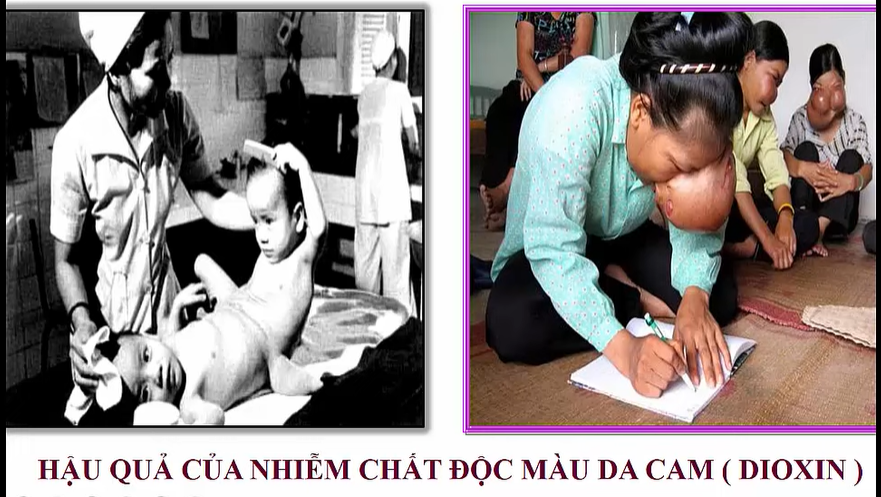 HẬU QUẢ CỦA NHIỄM CHẤT ĐỘC MÀU DA CAM ( DIOXIN )